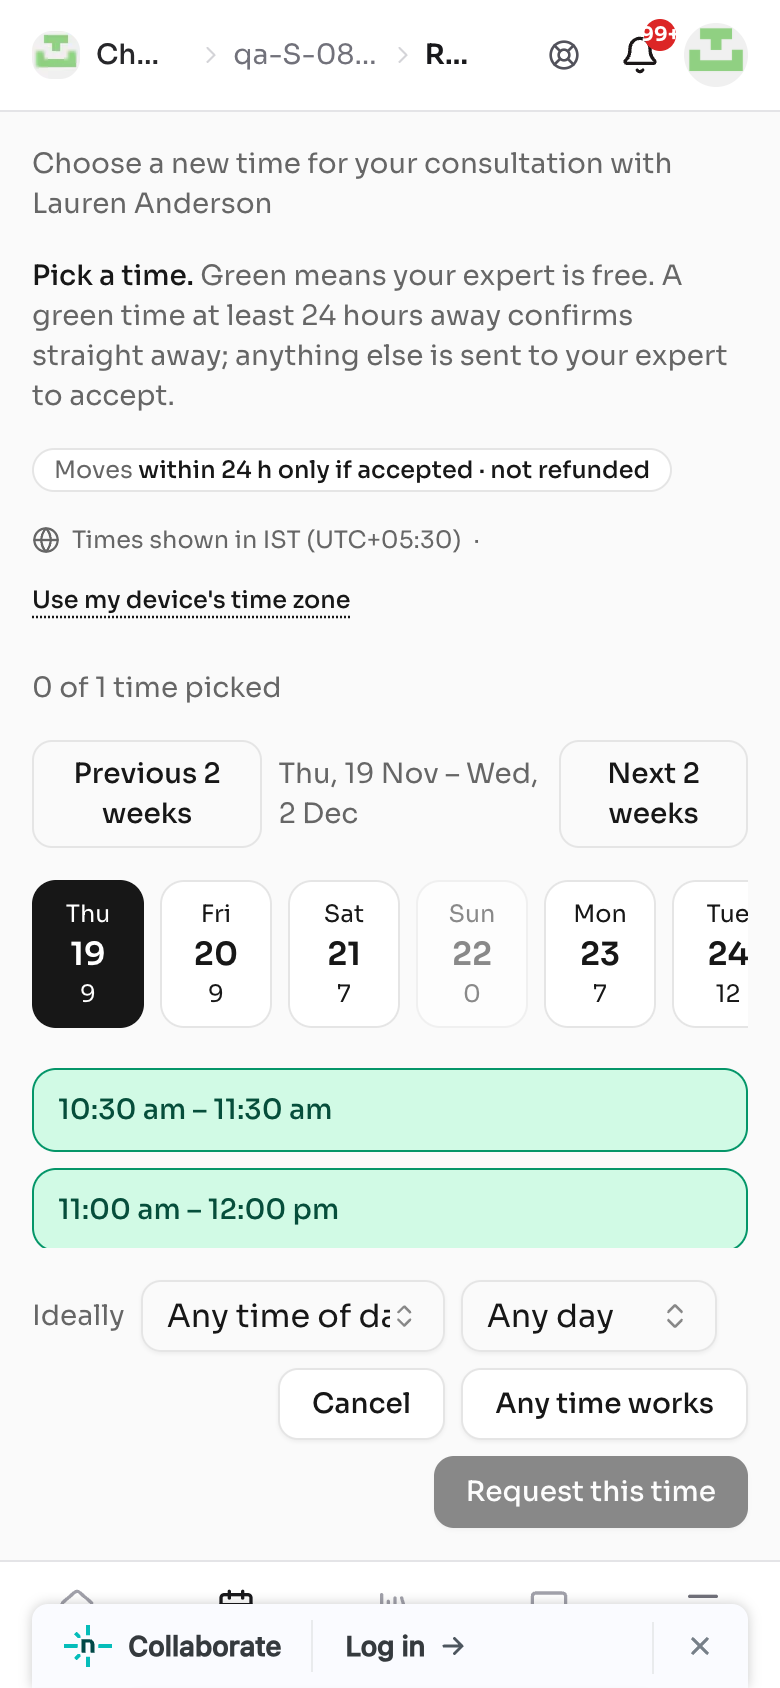 Ch...
qa-S-08...
R...
99+
Choose a new time for your consultation with
Lauren Anderson
Pick a time. Green means your expert is free. A
green time at least 24 hours away confirms
straight away; anything else is sent to your expert
to accept.
Moves within 24 h only if accepted · not refunded
Times shown in IST (UTC+05:30) ·
Use my device's time zone
0 of 1 time picked
Previous 2
weeks
Thu, 19 Nov – Wed,
2 Dec
Next 2
weeks
Thu
19
9
Fri
20
9
Sat
21
7
Sun
22
0
Mon
23
7
Tue
24
12
10:30 am – 11:30 am
11:00 am – 12:00 pm
Ideally
Any time of da
Any day
Cancel
Any time works
Request this time
n
Collaborate
Log in →